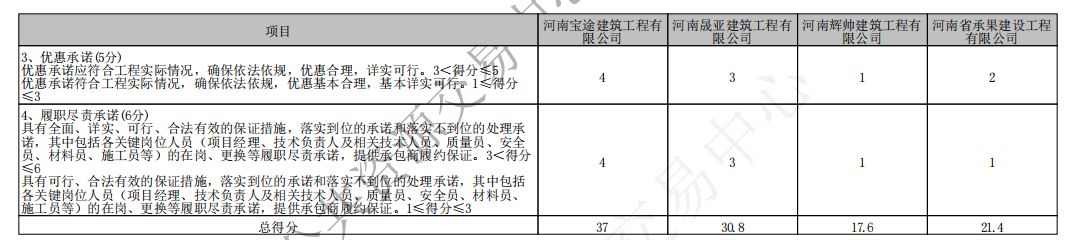 项目
河南宝途建筑工程有
限公司
河南晟亚建筑工程有
限公司
河南辉帅建筑工程有
限公司
河南省承果建设工程
有限公司
3、优惠承诺(5分)
优惠承诺应符合工程实际情况，确保依法依规，优惠合理，详实可行。3＜得分≤5
优惠承诺符合工程实际情况，确保依法依规，优惠基本合理，基本详实可行。1≤得分
≤3
4
3
1
2
4、履职尽责承诺(6分)
具有全面、详实、可行、合法有效的保证措施，落实到位的承诺和落实不到位的处理承
诺，其中包括各关键岗位人员（项目经理、技术负责人及相关技术人员、质量员、安全
员、材料员、施工员等）的在岗、更换等履职尽责承诺，提供承包商履约保证。3＜得分
≤6
具有可行、合法有效的保证措施，落实到位的承诺和落实不到位的处理承诺，其中包括
各关键岗位人员（项目经理、技术负责人及相关技术人员、质量员、安全员、材料员、
施工员等）的在岗、更换等履职尽责承诺，提供承包商履约保证。1≤得分≤3
4
3
1
1
总得分
37
30.8
17.6
21.4
共资源交易中
易中心